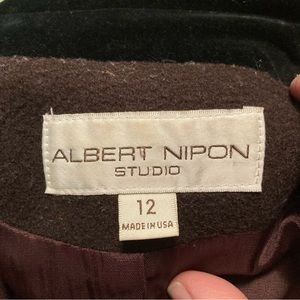 ALBERT NIPON
STUDIO
12
MADE IN USA